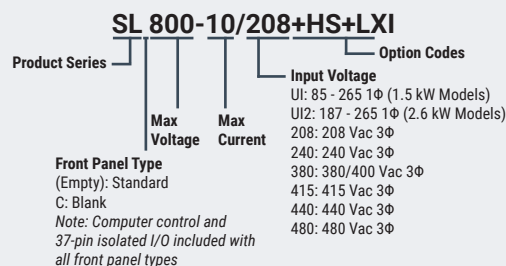 SL 800-10/208+HS+LXI
Product Series
Option Codes
Max
Voltage
Max
Current
Input Voltage
UI: 85 - 265 1Φ (1.5 kW Models)
UI2: 187 - 265 1Φ (2.6 kW Models)
208: 208 Vac 3Φ
240: 240 Vac 3Φ
380: 380/400 Vac 3Φ
415: 415 Vac 3Φ
440: 440 Vac 3Φ
480: 480 Vac 3Φ
Front Panel Type
(Empty): Standard
C: Blank
Note: Computer control and
37-pin isolated I/O included with
all front panel types